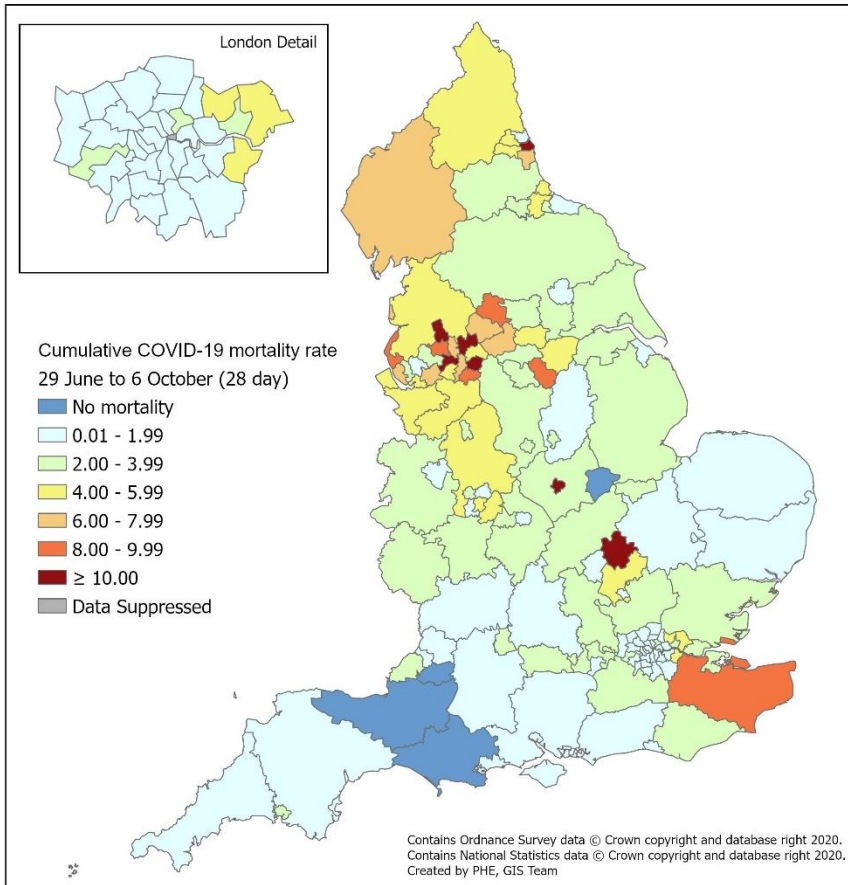 London Detail
Cumulative COVID-19 mortality rate
29 June to 6 October (28 day)
No mortality
0.01 - 1.99
2.00 - 3.99
4.00 - 5.99
6.00 - 7.99
8.00 - 9.99
≥ 10.00
Data Suppressed
Contains Ordnance Survey data © Crown copyright and database right 2020.
Contains National Statistics data © Crown copyright and database right 2020.
Created by PHE, GIS Team